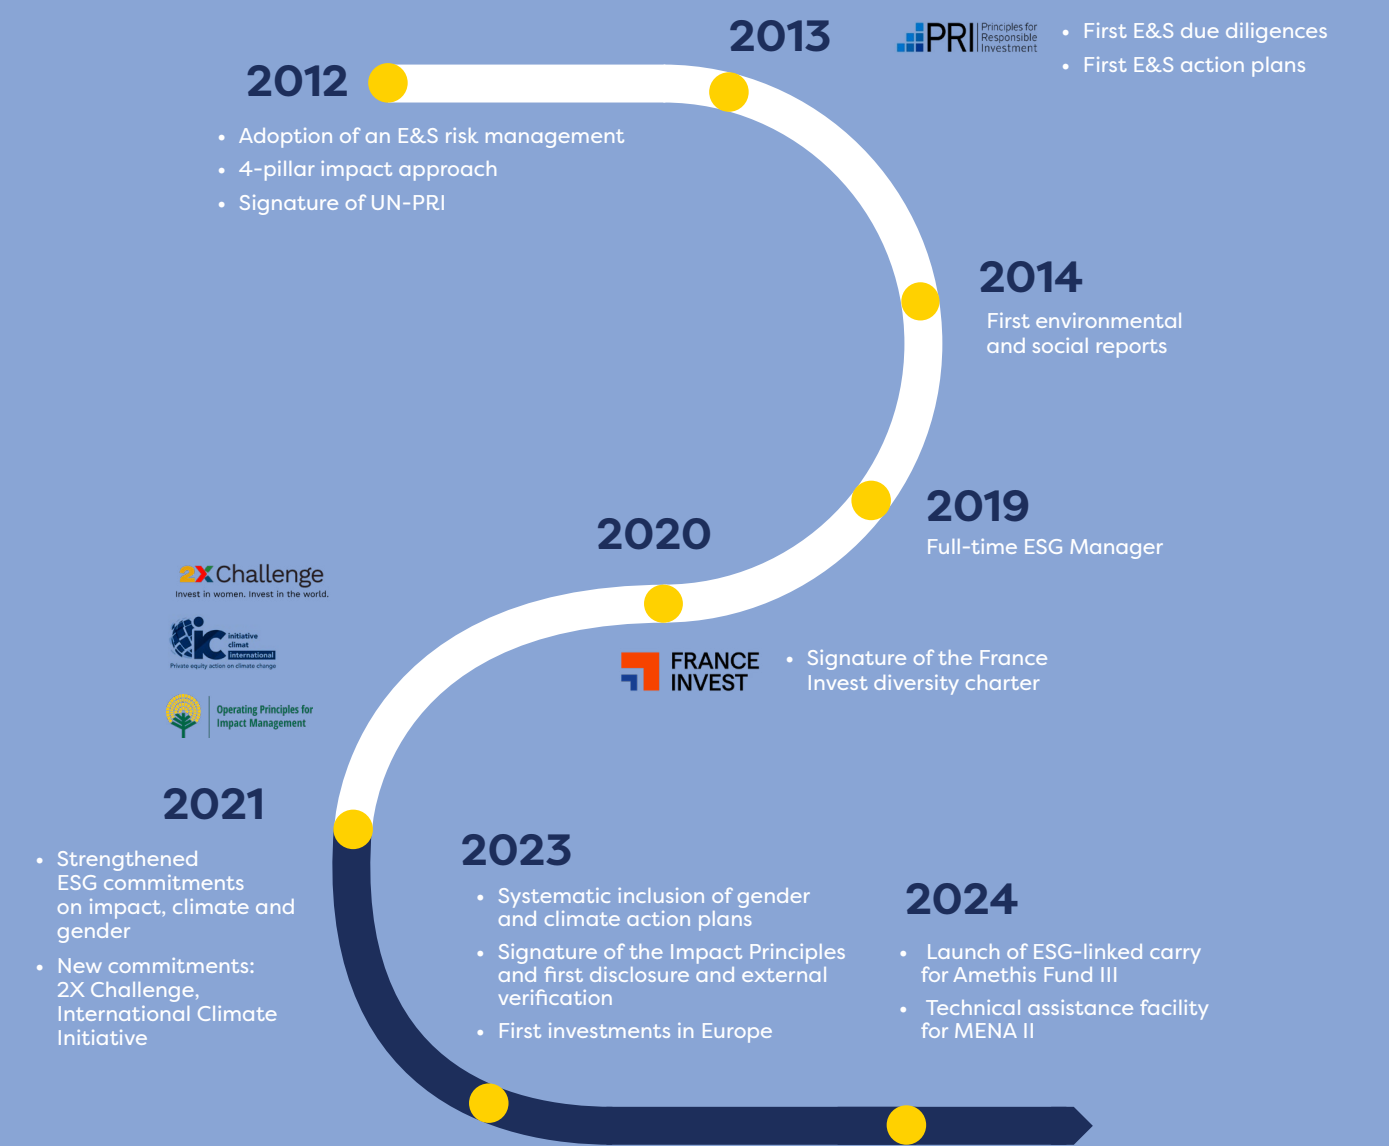 2012
• Adoption of an E&S risk management
• 4-pillar impact approach
• Signature of UN-PRI
2013
PRI
Principles for
Responsible
Investment
• First E&S due diligences
• First E&S action plans
2014
First environmental
and social reports
2019
Full-time ESG Manager
2020
FRANCE
INVEST
• Signature of the France
Invest diversity charter
2X Challenge
Invest in women. Invest in the world.
iC
initiative
climat
international
Private equity action on climate change
Operating Principles for
Impact Management
2021
• Strengthened
ESG commitments
on impact, climate and
gender
• New commitments:
2X Challenge,
International Climate
Initiative
2023
• Systematic inclusion of gender
and climate action plans
• Signature of the Impact Principles
and first disclosure and external
verification
• First investments in Europe
2024
• Launch of ESG-linked carry
for Amethis Fund III
• Technical assistance facility
for MENA II